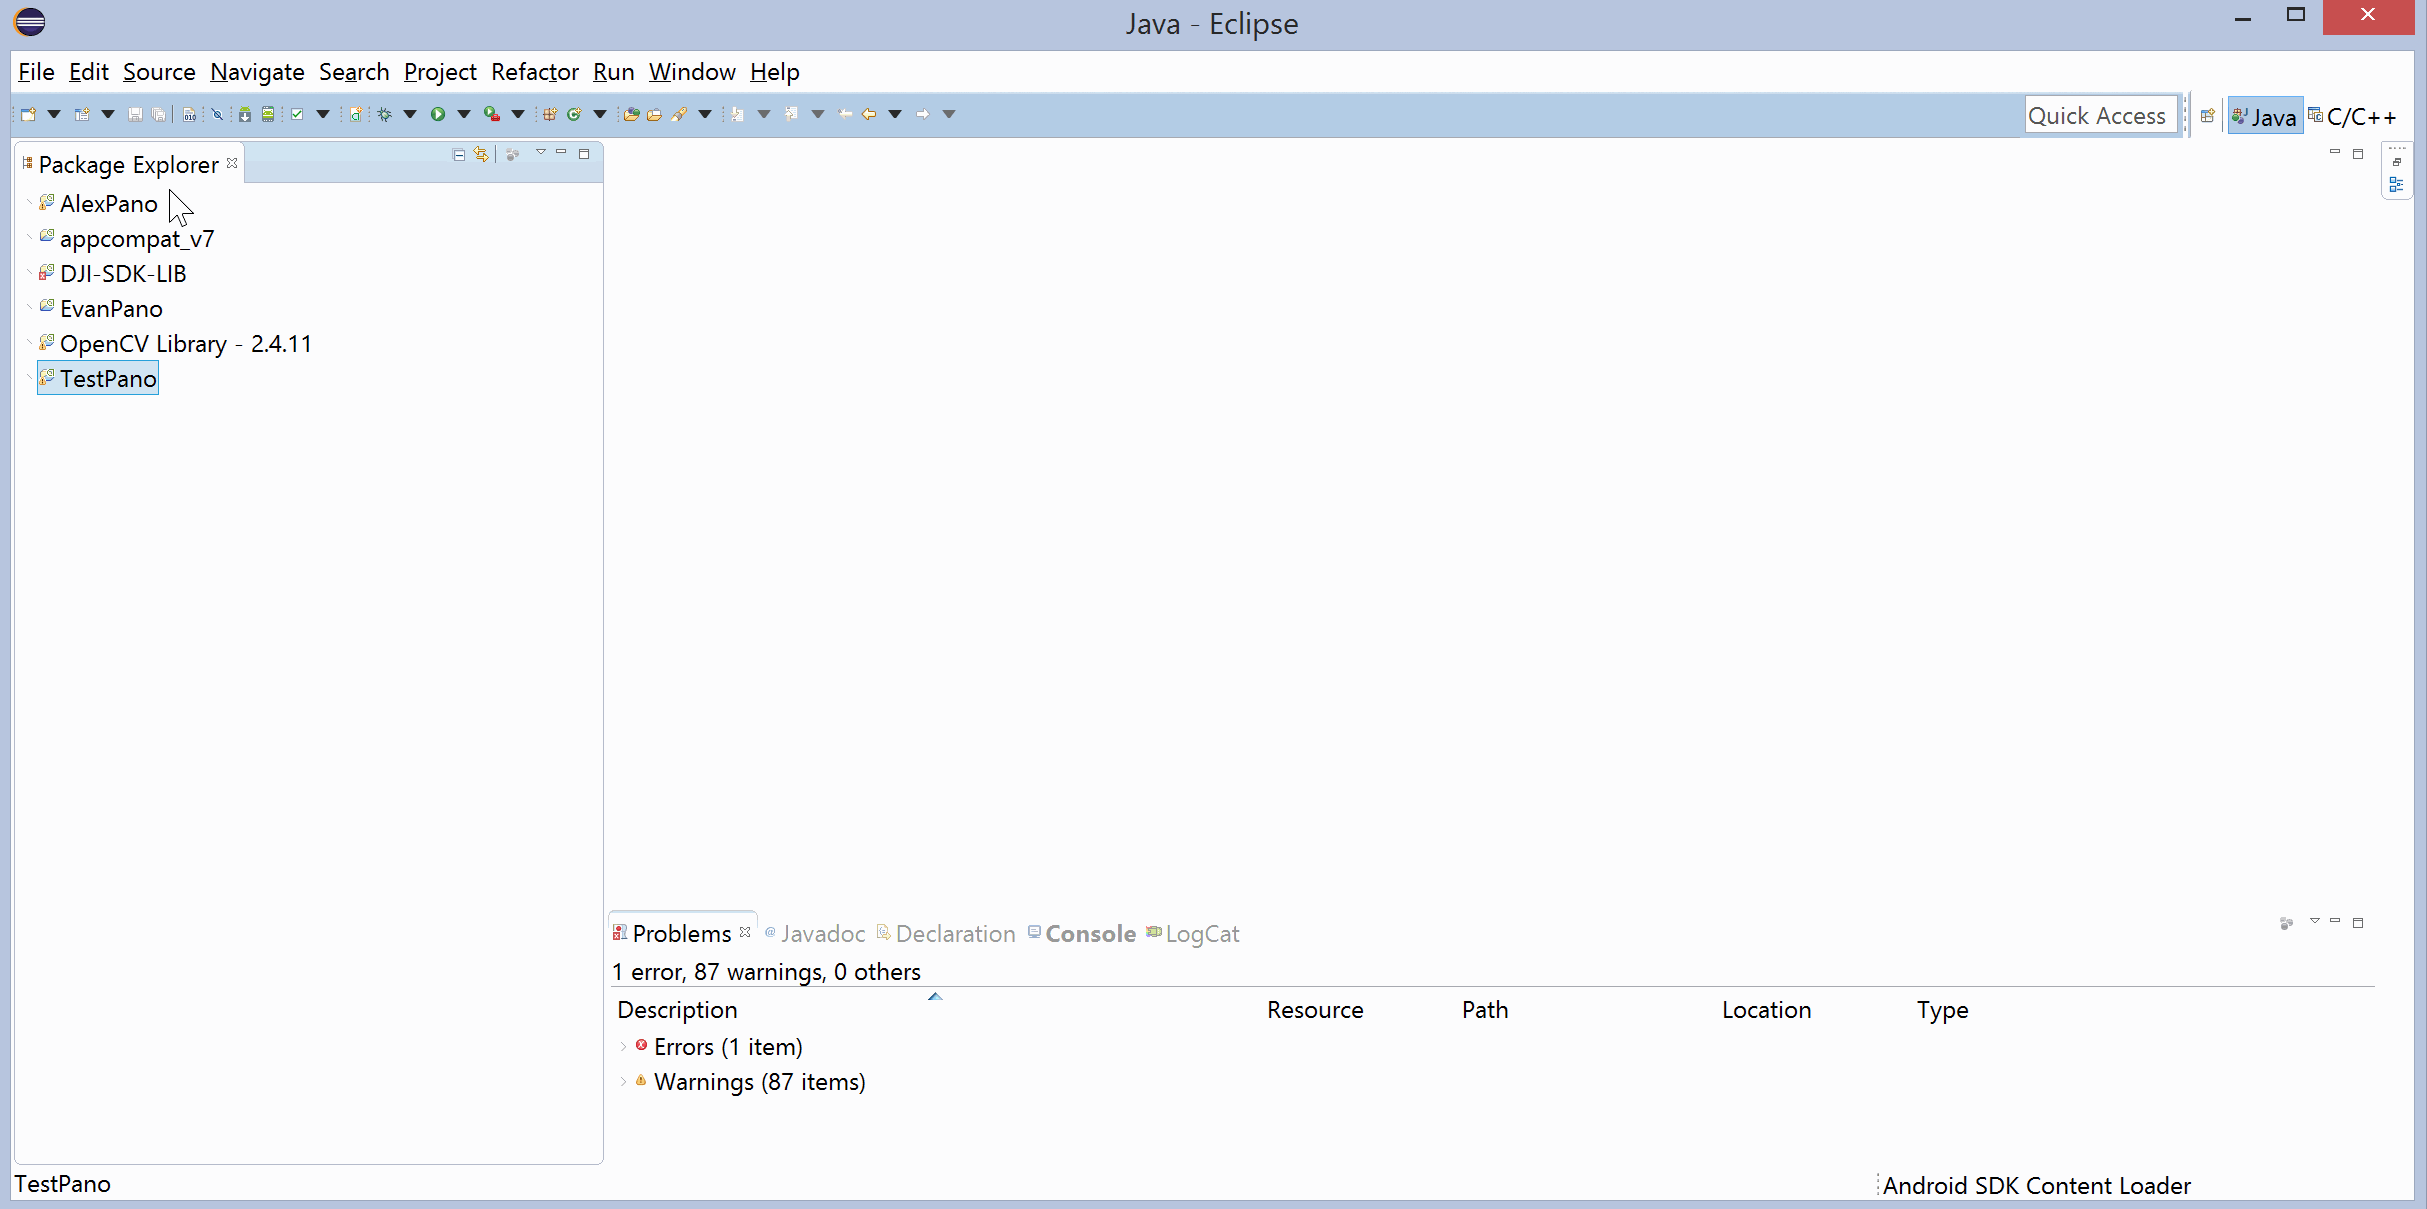 Java - Eclipse
File Edit Source Navigate Search Project Refactor Run Window Help
Quick Access Java C/C++
Package Explorer
AlexPano
appcompat_v7
DJI-SDK-LIB
EvanPano
OpenCV Library - 2.4.11
TestPano
Problems @ Javadoc Declaration Console LogCat
1 error, 87 warnings, 0 others
Description Resource Path Location Type
Errors (1 item)
Warnings (87 items)
TestPano
Android SDK Content Loader